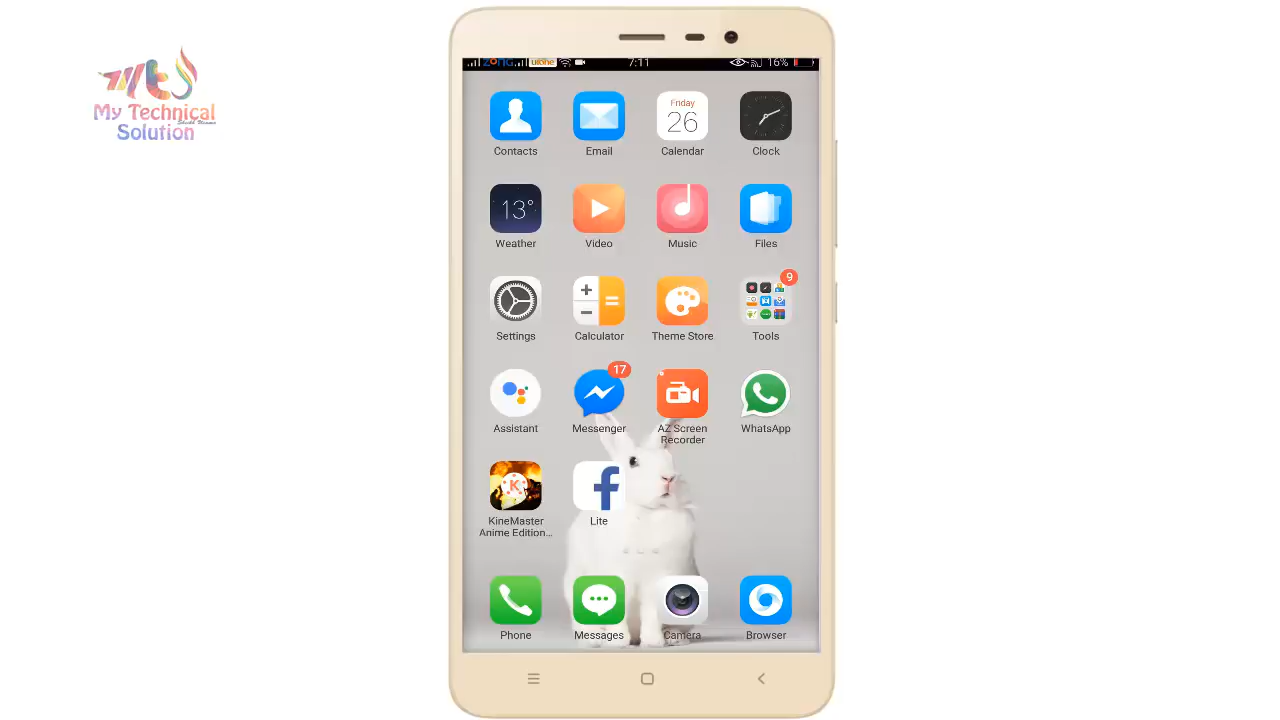 My Technical
Solution
ZONG Ufone 7:11 16%
Friday
26
Contacts Email Calendar Clock
13°
Weather Video Music Files
9
Settings Calculator Theme Store Tools
17
Assistant Messenger AZ Screen
Recorder WhatsApp
K
KineMaster
Anime Edition...
f
Lite
Phone Messages Camera Browser